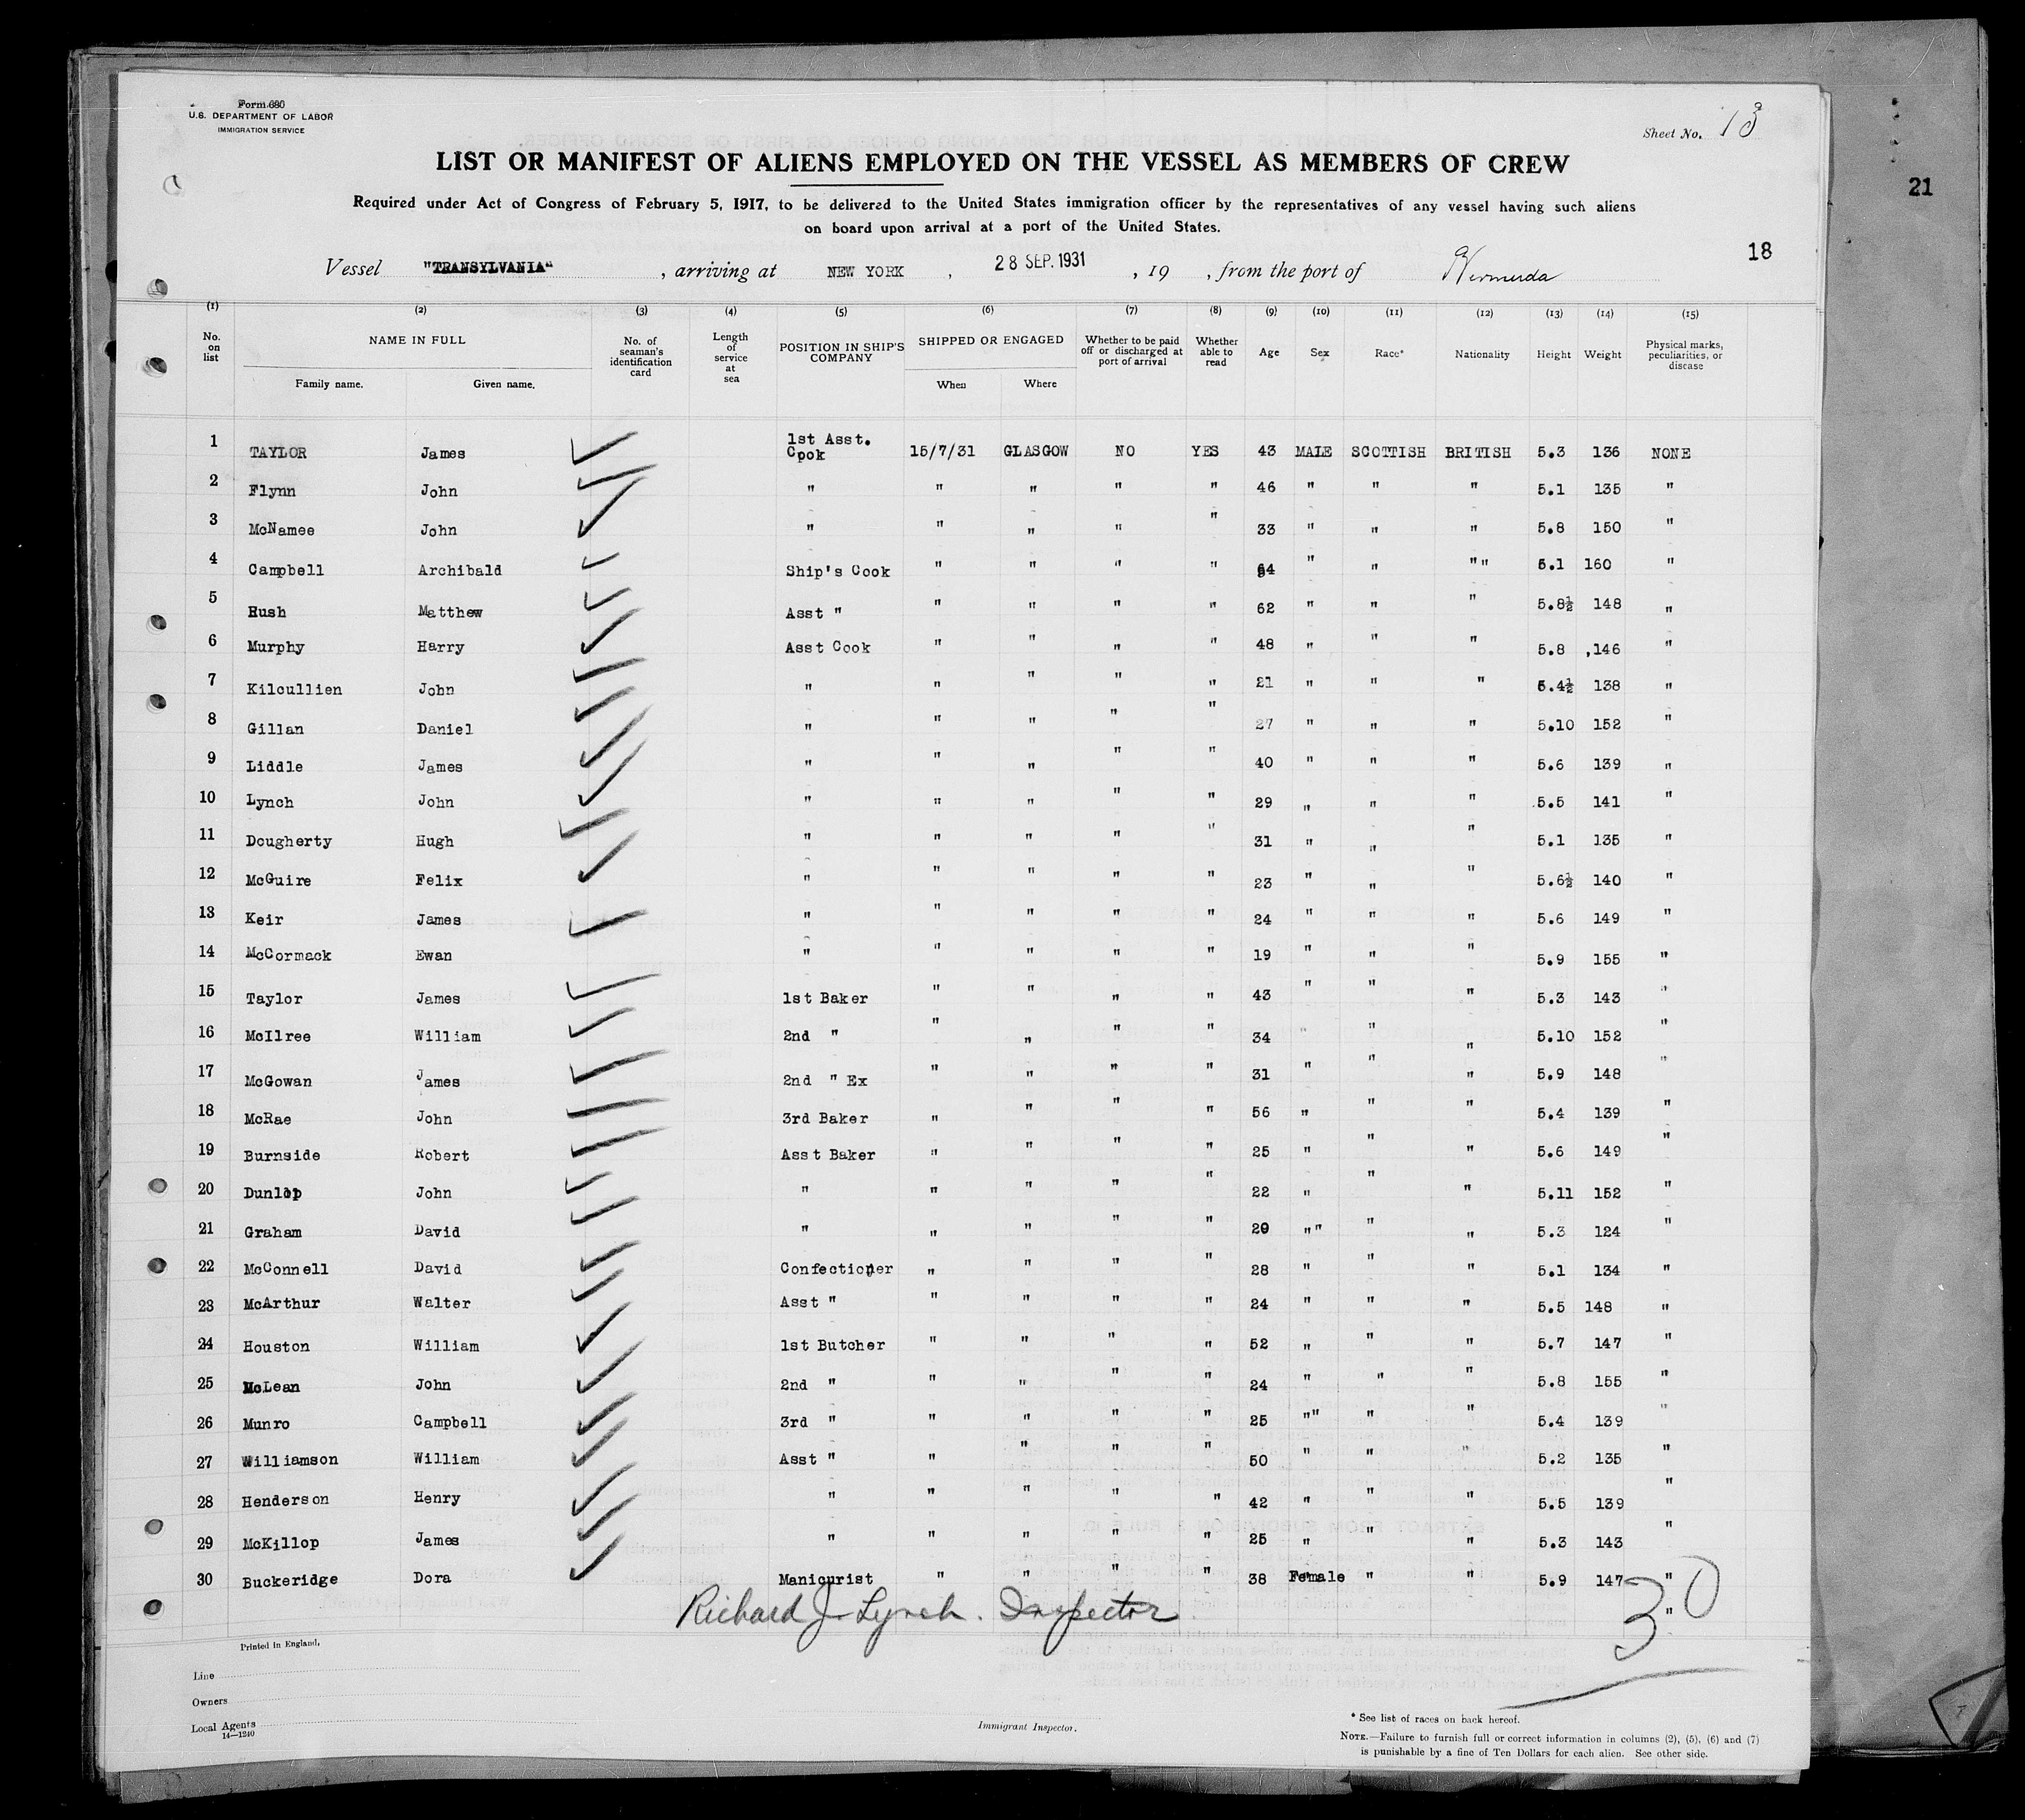 Form 680
U.S. DEPARTMENT OF LABOR
IMMIGRATION SERVICE
Sheet No. 13
21
LIST OR MANIFEST OF ALIENS EMPLOYED ON THE VESSEL AS MEMBERS OF CREW
Required under Act of Congress of February 5, 1917, to be delivered to the United States immigration officer by the representatives of any vessel having such aliens
on board upon arrival at a port of the United States.
18
Vessel "TRANSYLVANIA" , arriving at NEW YORK , 28 SEP. 1931 , 19 , from the port of Bermuda
(1) (2) (3) (4) (5) (6) (7) (8) (9) (10) (11) (12) (13) (14) (15)
No. on list NAME IN FULL Family name. Given name. No. of seaman's identification card Length of service at sea POSITION IN SHIP'S COMPANY SHIPPED OR ENGAGED When Where Whether to be paid off or discharged at port of arrival Whether able to read Age Sex Race* Nationality Height Weight Physical marks, peculiarities, or disease
1 TAYLOR James 1st Asst. Cpok 15/7/31 GLASGOW NO YES 43 MALE SCOTTISH BRITISH 5.3 136 NONE
2 Flynn John " " " " " 46 " " " 5.1 135 "
3 McNamee John " " " " " 33 " " " 5.8 150 "
4 Campbell Archibald Ship's Cook " " " " 64 " " "" 5.1 160 "
5 Rush Matthew Asst " " " " " 62 " " " 5.8½ 148 "
6 Murphy Harry Asst Cook " " " " 48 " " " 5.8 ,146 "
7 Kilcullien John " " " " " 21 " " " 5.4½ 138 "
8 Gillan Daniel " " " " " 27 " " " 5.10 152 "
9 Liddle James " " " " " 40 " " " 5.6 139 "
10 Lynch John " " " " " 29 " " " 5.5 141 "
11 Dougherty Hugh " " " " " 31 " " " 5.1 135 "
12 McGuire Felix " " " " " 23 " " " 5.6½ 140 "
13 Keir James " " " " " 24 " " " 5.6 149 "
14 McCormack Ewan " " " " " 19 " " " 5.9 155 "
15 Taylor James 1st Baker " " " " 43 " " " 5.3 143 "
16 McIlree William 2nd " " " " " 34 " " " 5.10 152 "
17 McGowan James 2nd " Ex " " " " 31 " " " 5.9 148 "
18 McRae John 3rd Baker " " " " 56 " " " 5.4 139 "
19 Burnside Robert Asst Baker " " " " 25 " " " 5.6 149 "
20 Dunlop John " " " " " 22 " " " 5.11 152 "
21 Graham David " " " " " 20 "" " " 5.3 124 "
22 McConnell David Confectioner " " " " 28 " " " 5.1 134 "
23 McArthur Walter Asst " " " " " 24 " " " 5.5 148 "
24 Houston William 1st Butcher " " " " 52 " " " 5.7 147 "
25 McLean John 2nd " " " " " 24 " " " 5.8 155 "
26 Munro Campbell 3rd " " " " " 25 "" " " 5.4 139 "
27 Williamson William Asst " " " " " 50 " " " 5.2 135 "
28 Henderson Henry " " " " " 42 " " " 5.5 139 "
29 McKillop James " " " " " 25 " " " 5.3 143 "
30 Buckeridge Dora Manicurist " " " " 38 Female " " 5.9 147 "
Richard J Lynch. Inspector "
30
Printed in England.
Line
Owners
Local Agents
14—1240
Immigrant Inspector.
* See list of races on back hereof.
NOTE.—Failure to furnish full or correct information in columns (2), (5), (6) and (7)
is punishable by a fine of Ten Dollars for each alien. See other side.